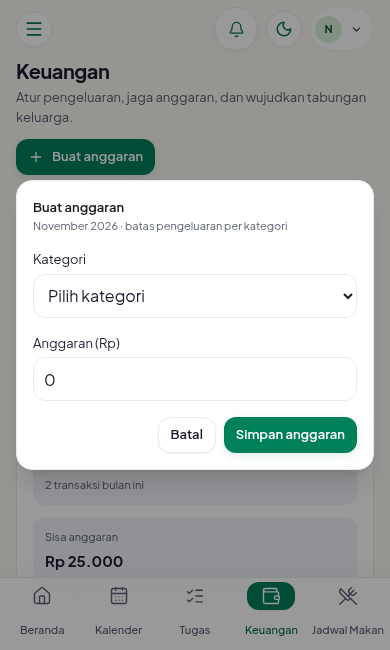 N
Keuangan
Atur pengeluaran, jaga anggaran, dan wujudkan tabungan
keluarga.
+ Buat anggaran
Buat anggaran
November 2026 · batas pengeluaran per kategori
Kategori
Pilih kategori
Anggaran (Rp)
0
Batal
Simpan anggaran
2 transaksi bulan ini
Sisa anggaran
Rp 25.000
Beranda
Kalender
Tugas
Keuangan
Jadwal Makan